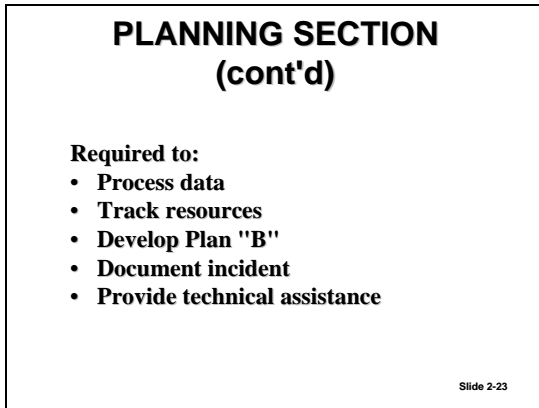 PLANNING SECTION
(cont'd)
Required to:
• Process data
• Track resources
• Develop Plan "B"
• Document incident
• Provide technical assistance
Slide 2-23